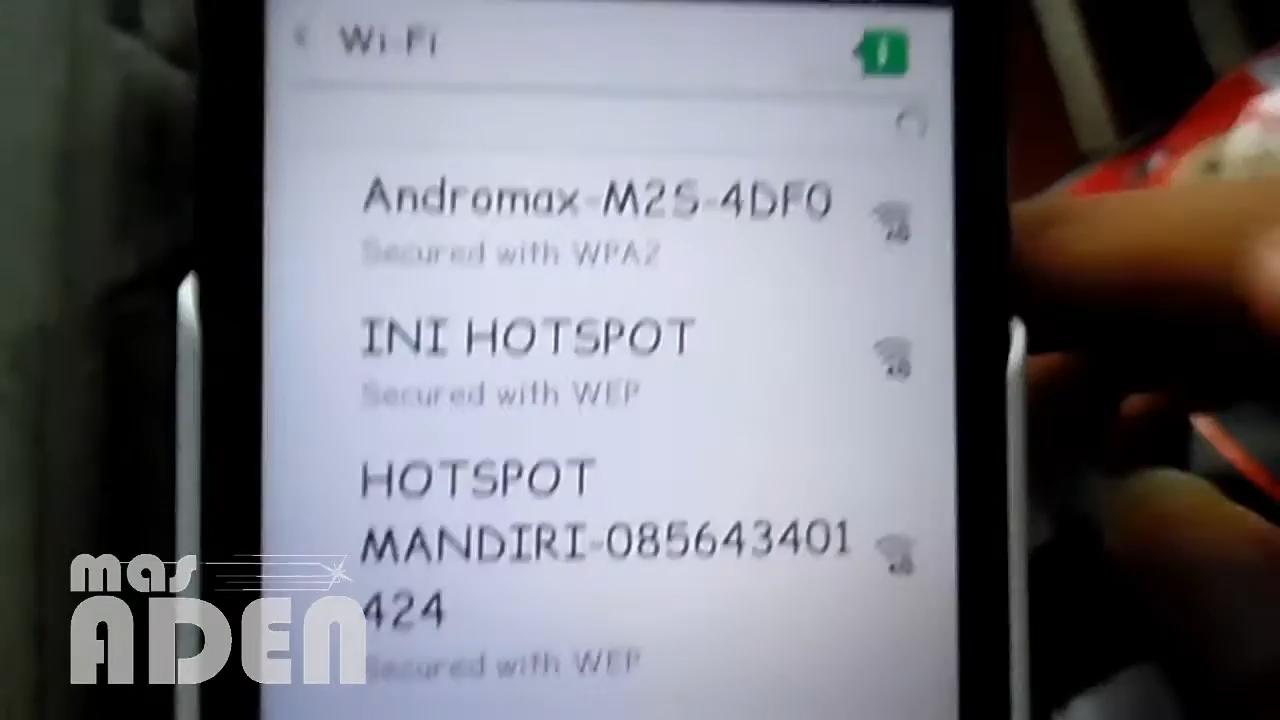 Wi-Fi
Andromax-M2S-4DF0
Secured with WPA2
INI HOTSPOT
Secured with WEP
HOTSPOT
MANDIRI-085643401
424
Secured with WEP
mas
ADEN